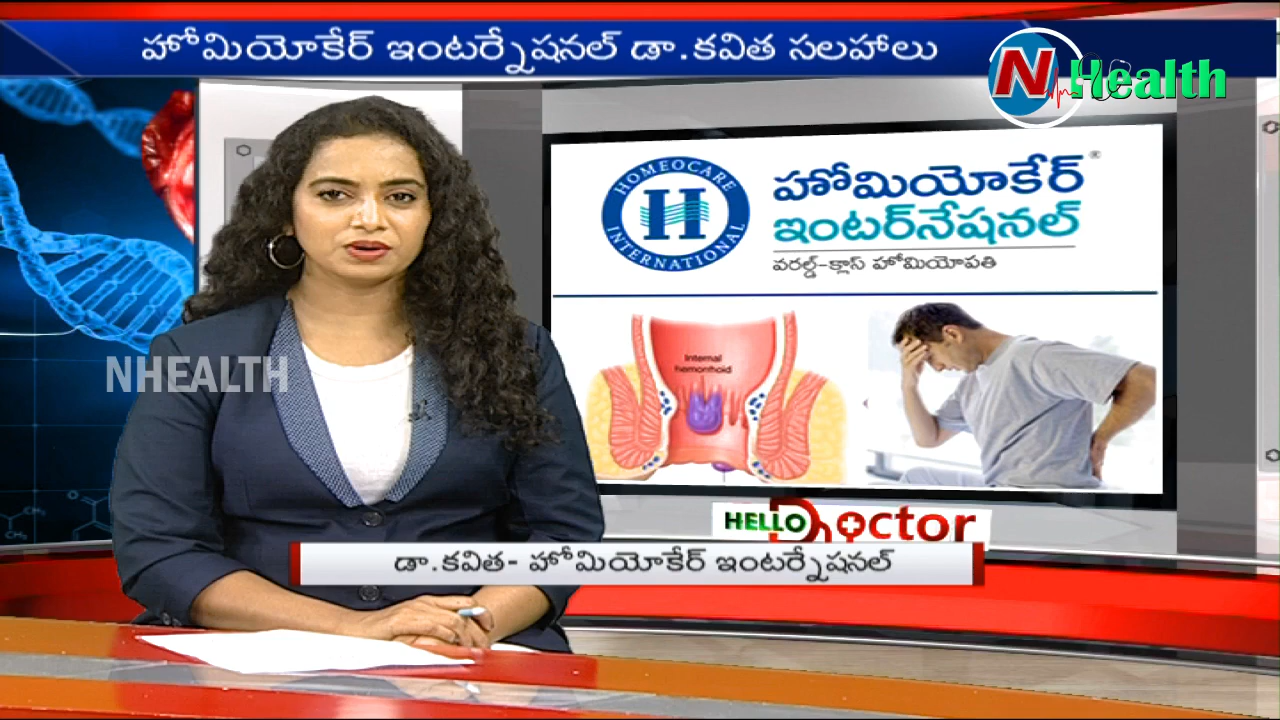 హోమియోకేర్ ఇంటర్నేషనల్ డా.కవిత సలహాలు
N Health
HOMEOCARE
INTERNATIONAL
H
హోమియోకేర్
®
ఇంటర్‌నేషనల్
వరల్డ్-క్లాస్ హోమియోపతి
Internal
hemorrhoid
NHEALTH
HELLO Doctor
డా.కవిత- హోమియోకేర్ ఇంటర్నేషనల్